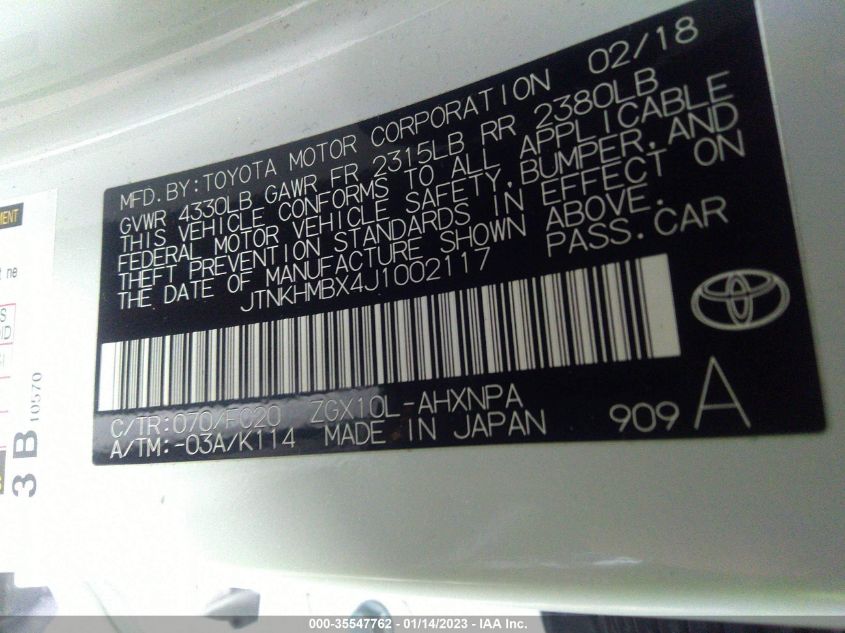 MFD. BY: TOYOTA MOTOR CORPORATION 02/18
GVWR 4330LB GAWR FR 2315LB RR 2380LB
THIS VEHICLE CONFORMS TO ALL APPLICABLE
FEDERAL MOTOR VEHICLE SAFETY, BUMPER, AND
THEFT PREVENTION STANDARDS IN EFFECT ON
THE DATE OF MANUFACTURE SHOWN ABOVE.
JTNKHMBX4J1002117 PASS. CAR
C/TR: 070/FC20 ZGX10L-AHXNPA
A/TM: -03A/K114 MADE IN JAPAN 909 A
MENT
t ne
S
OID
3B 10570
000-35547762 - 01/14/2023 - IAA Inc.